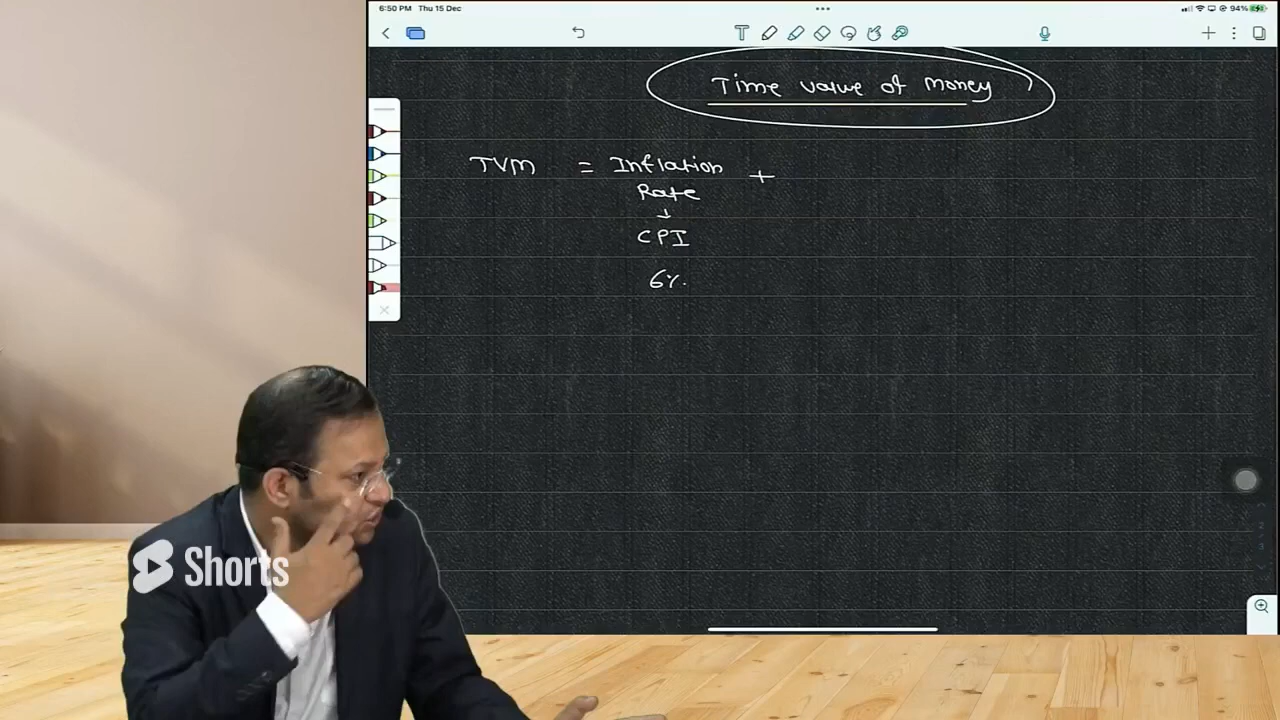 6:50 PM Thu 15 Dec
94%
Time value of money
TVM = Inflation +
Rate
CPI
6%.
Shorts